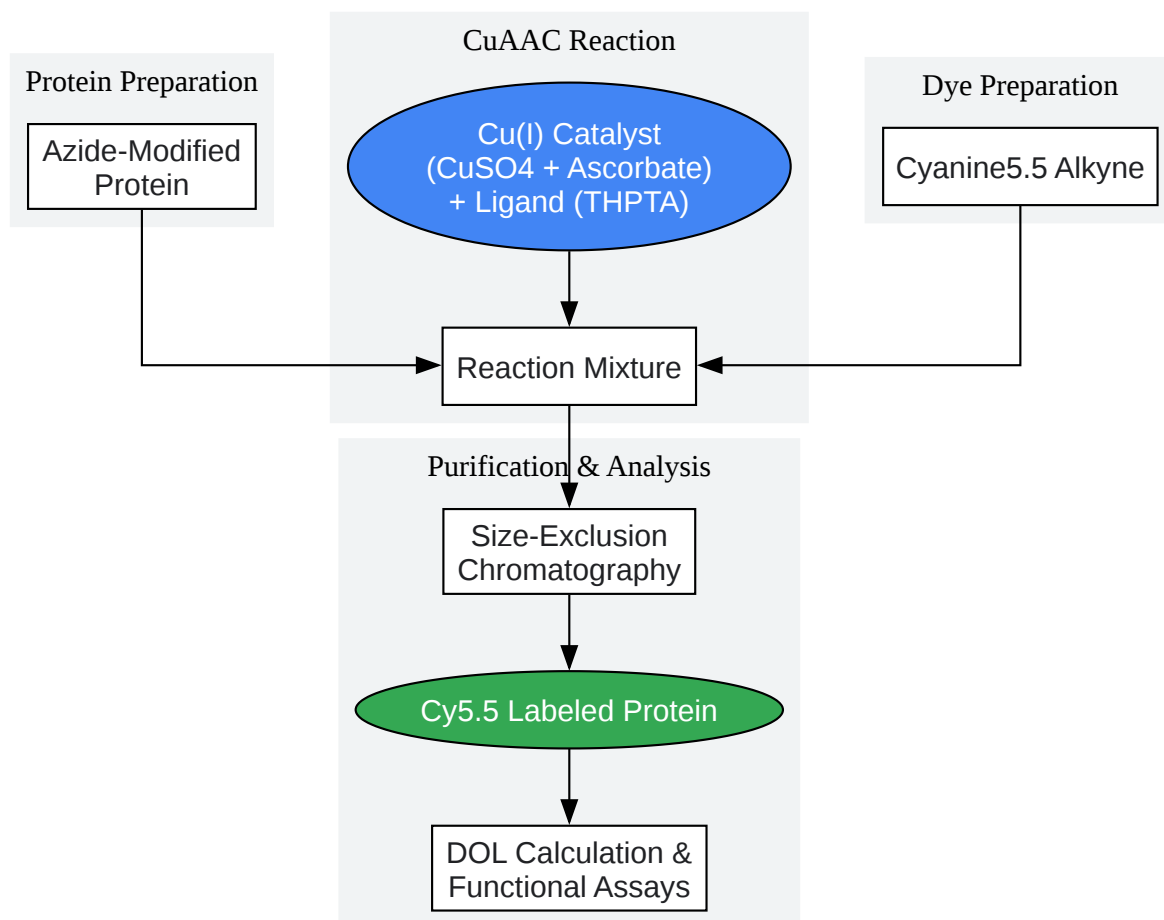 CuAAC Reaction
Protein Preparation
Dye Preparation
Azide-Modified
Protein
Cu(I) Catalyst
(CuSO4 + Ascorbate)
+ Ligand (THPTA)
Cyanine5.5 Alkyne
Reaction Mixture
Purification & Analysis
Size-Exclusion
Chromatography
Cy5.5 Labeled Protein
DOL Calculation &
Functional Assays